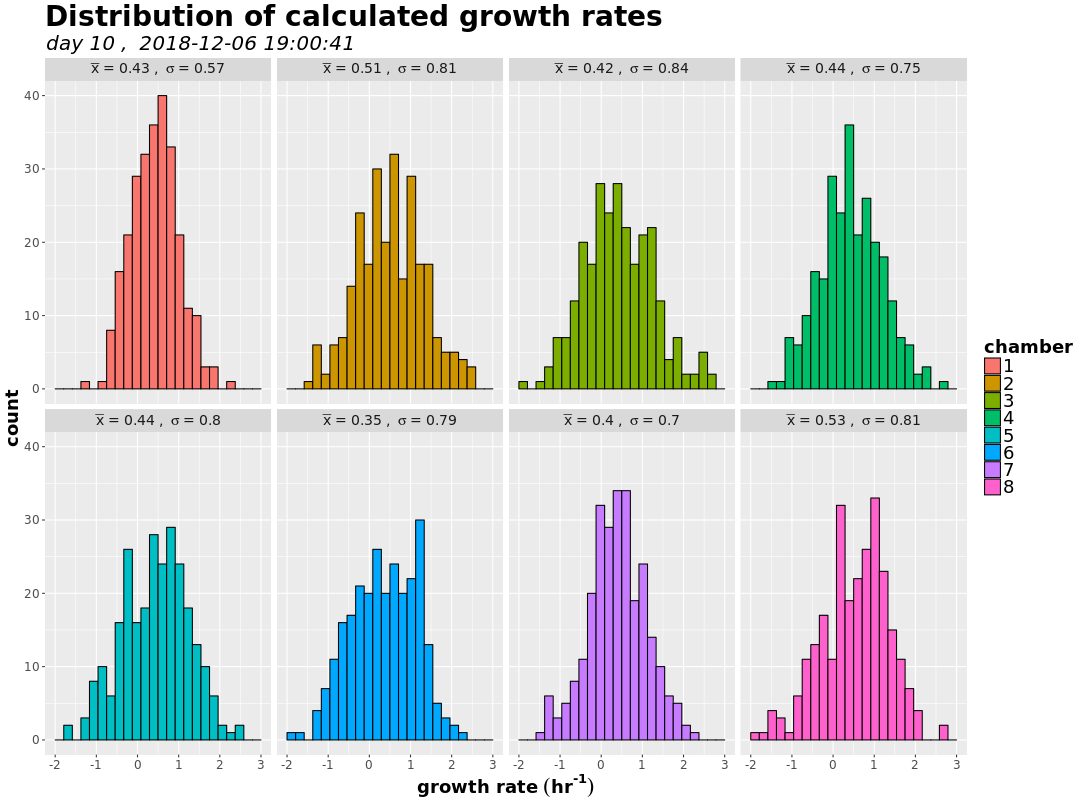 Distribution of calculated growth rates
day 10 ,  2018-12-06 19:00:41
x̅ = 0.43 ,  σ = 0.57
x̅ = 0.51 ,  σ = 0.81
x̅ = 0.42 ,  σ = 0.84
x̅ = 0.44 ,  σ = 0.75
40
30
20
10
0
x̅ = 0.44 ,  σ = 0.8
x̅ = 0.35 ,  σ = 0.79
x̅ = 0.4 ,  σ = 0.7
x̅ = 0.53 ,  σ = 0.81
40
30
20
10
0
-2 -1 0 1 2 3
-2 -1 0 1 2 3
-2 -1 0 1 2 3
-2 -1 0 1 2 3
count
growth rate (hr⁻¹)
chamber
1
2
3
4
5
6
7
8